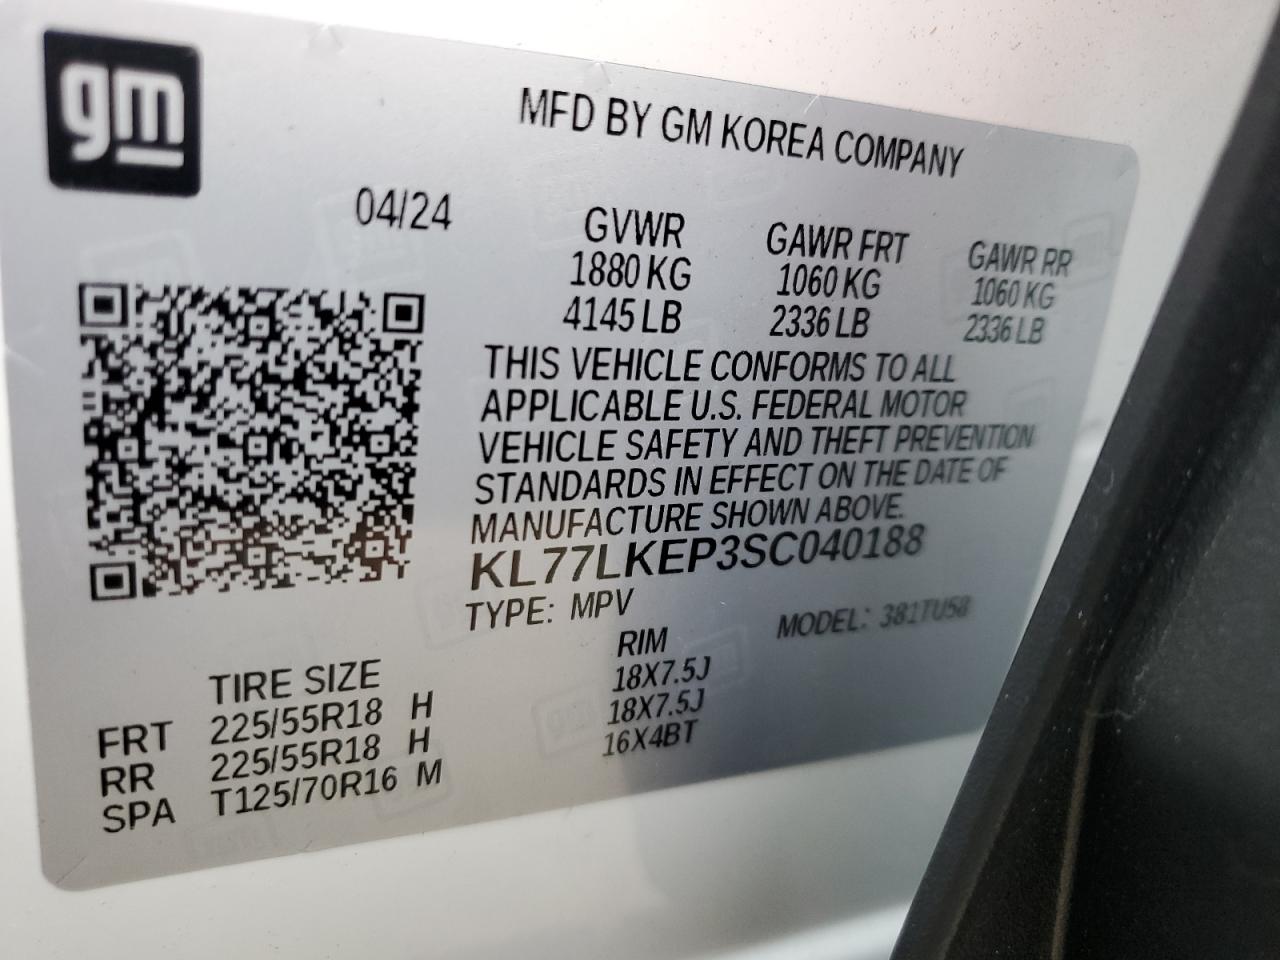 gm
MFD BY GM KOREA COMPANY
04/24
GVWR GAWR FRT GAWR RR
1880 KG 1060 KG 1060 KG
4145 LB 2336 LB 2336 LB
THIS VEHICLE CONFORMS TO ALL
APPLICABLE U.S. FEDERAL MOTOR
VEHICLE SAFETY AND THEFT PREVENTION
STANDARDS IN EFFECT ON THE DATE OF
MANUFACTURE SHOWN ABOVE.
KL77LKEP3SC040188
TYPE: MPV MODEL: 381TU58
TIRE SIZE RIM
FRT 225/55R18 H 18X7.5J
RR 225/55R18 H 18X7.5J
SPA T125/70R16 M 16X4BT